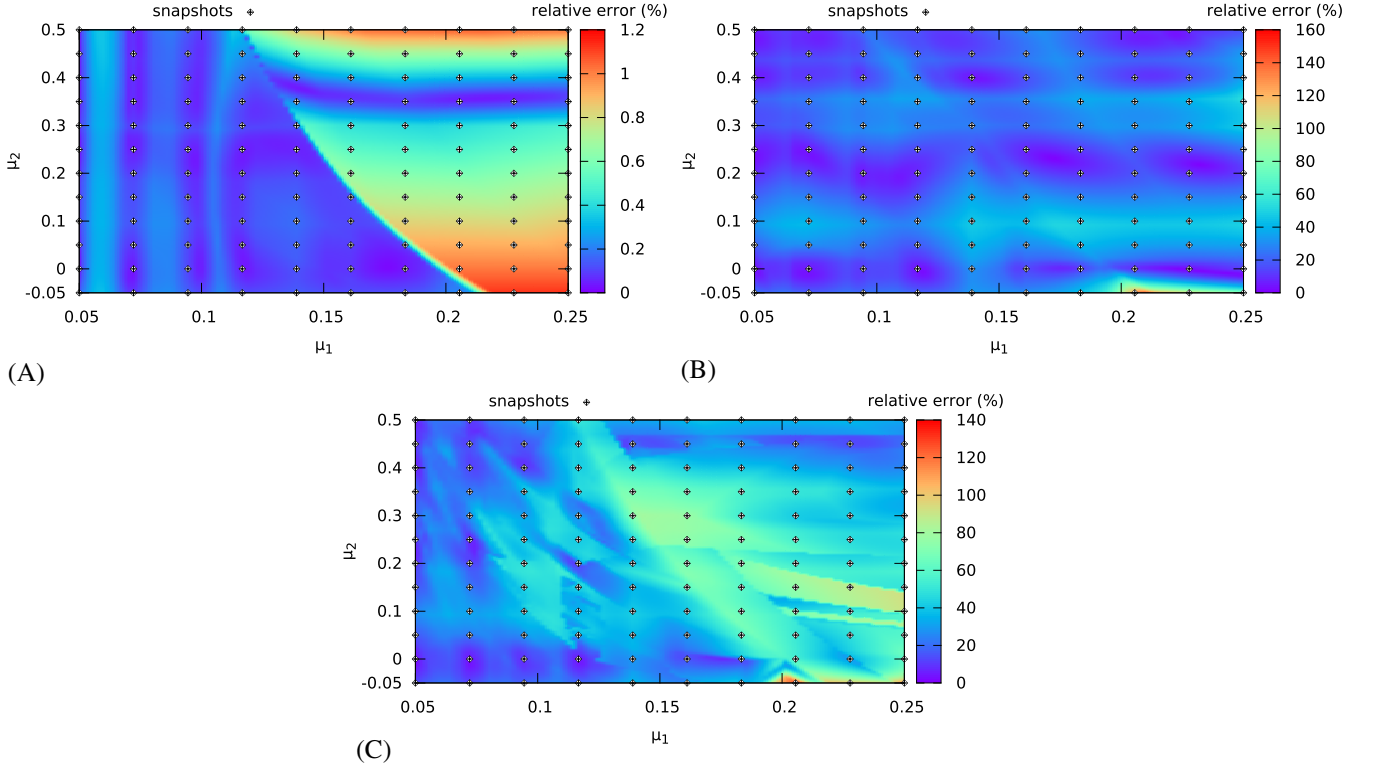 snapshots relative error (%) snapshots relative error (%)
0.5 1.2 0.5 160
0.4 1 0.4 140
0.3 0.8 0.3 120
0.2 0.6 0.2 100
0.1 0.4 0.1 80
0 0.2 0 60
-0.05 0 -0.05 40
20
0
μ2 μ2
0.05 0.1 0.15 0.2 0.25 0.05 0.1 0.15 0.2 0.25
μ1 μ1
(A) (B)
snapshots relative error (%)
0.5 140
0.4 120
0.3 100
0.2 80
0.1 60
0 40
-0.05 20
0
μ2
0.05 0.1 0.15 0.2 0.25
μ1
(C)